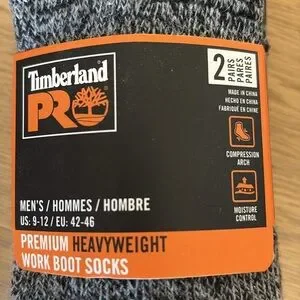 Timberland
PRO
2 PAIRS
PARES
PAIRES
MADE IN CHINA
HECHO EN CHINA
FABRIQUÉ EN CHINE
COMPRESSION
ARCH
MOISTURE
CONTROL
MEN'S / HOMMES / HOMBRE
US: 9-12 / EU: 42-46
PREMIUM HEAVYWEIGHT
WORK BOOT SOCKS